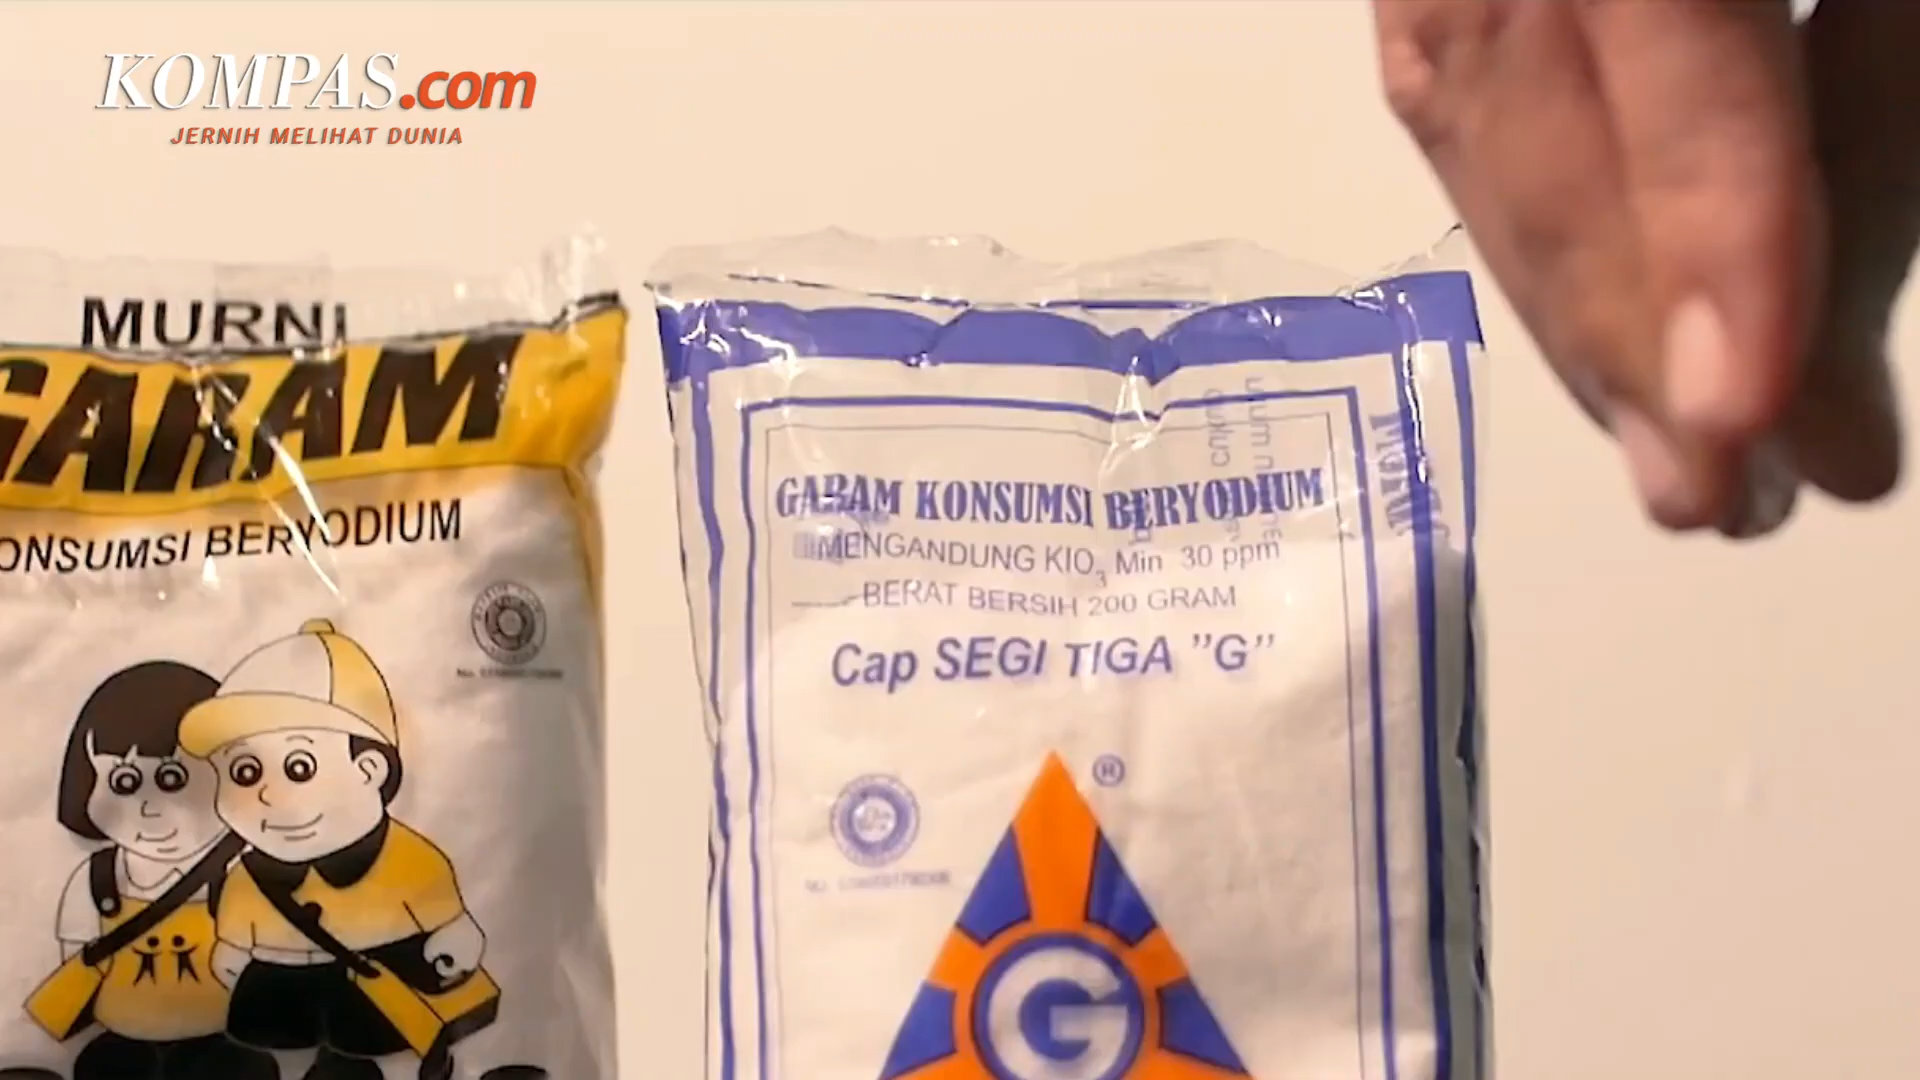 KOMPAS.com
JERNIH MELIHAT DUNIA
MURNI
GARAM
ONSUMSI BERYODIUM
GARAM KONSUMSI BERYODIUM
MENGANDUNG KIO3 Min 30 ppm
BERAT BERSIH 200 GRAM
Cap SEGI TIGA "G"
®
G